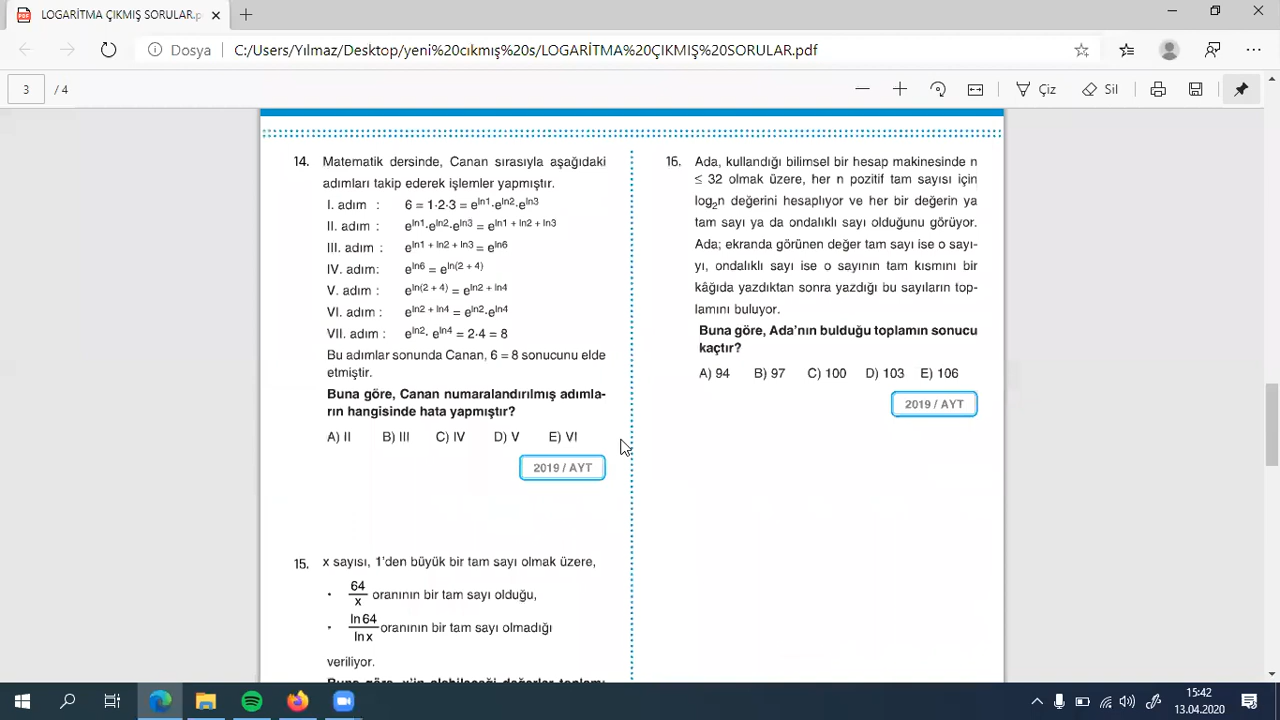 LOGARİTMA ÇIKMIŞ SORULAR.p
Dosya
C:/Users/Yılmaz/Desktop/yeni%20cıkmış%20s/LOGARİTMA%20ÇIKMIŞ%20SORULAR.pdf
3 / 4
Çiz
Sil
14. Matematik dersinde, Canan sırasıyla aşağıdaki
adımları takip ederek işlemler yapmıştır.
I. adım : 6 = 1·2·3 = e^ln1·e^ln2·e^ln3
II. adım : e^ln1·e^ln2·e^ln3 = e^ln1 + ln2 + ln3
III. adım : e^ln1 + ln2 + ln3 = e^ln6
IV. adım: e^ln6 = e^ln(2 + 4)
V. adım : e^ln(2 + 4) = e^ln2 + ln4
VI. adım : e^ln2 + ln4 = e^ln2·e^ln4
VII. adım : e^ln2· e^ln4 = 2·4 = 8
Bu adımlar sonunda Canan, 6 = 8 sonucunu elde
etmiştir.
Buna göre, Canan numaralandırılmış adımla-
rın hangisinde hata yapmıştır?
A) II B) III C) IV D) V E) VI
2019 / AYT
15. x sayısı, 1'den büyük bir tam sayı olmak üzere,
· 64/x oranının bir tam sayı olduğu,
· ln64/lnx oranının bir tam sayı olmadığı
veriliyor.
Buna göre, x'in alabileceği değerler toplamı
16. Ada, kullandığı bilimsel bir hesap makinesinde n
≤ 32 olmak üzere, her n pozitif tam sayısı için
log₂n değerini hesaplıyor ve her bir değerin ya
tam sayı ya da ondalıklı sayı olduğunu görüyor.
Ada; ekranda görünen değer tam sayı ise o sayı-
yı, ondalıklı sayı ise o sayının tam kısmını bir
kâğıda yazdıktan sonra yazdığı bu sayıların top-
lamını buluyor.
Buna göre, Ada'nın bulduğu toplamın sonucu
kaçtır?
A) 94 B) 97 C) 100 D) 103 E) 106
2019 / AYT
15:42
13.04.2020